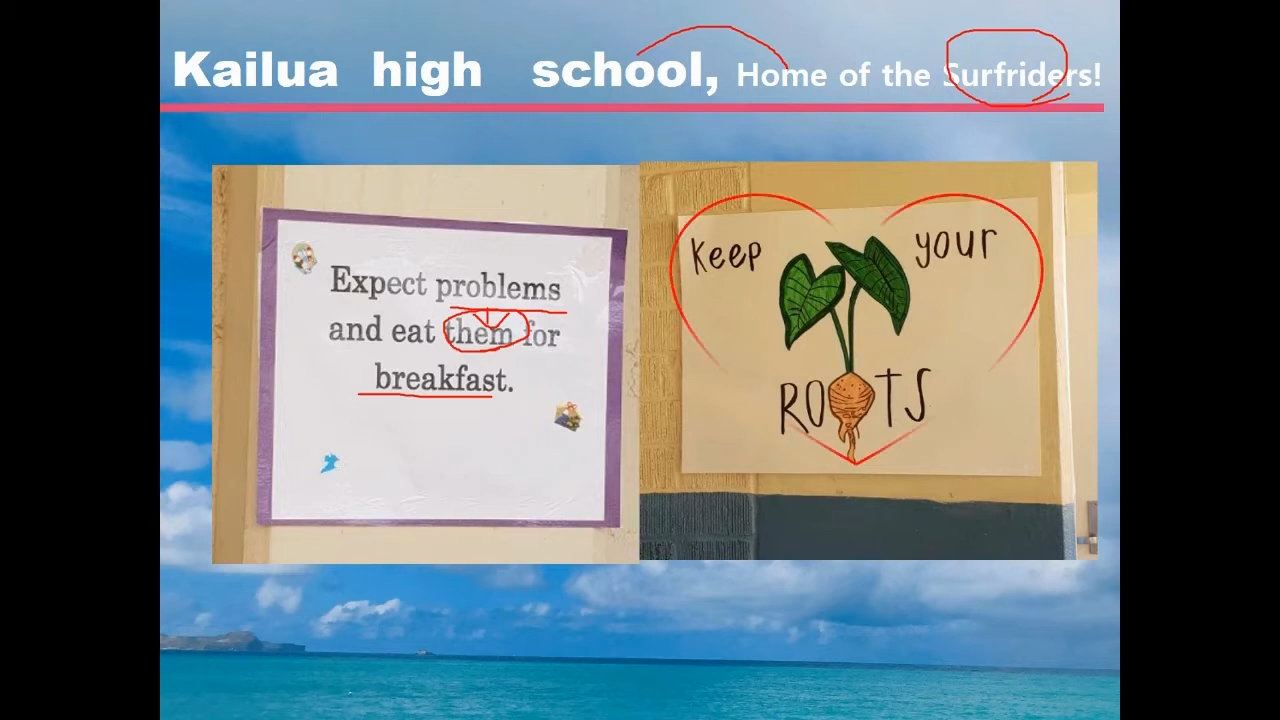 Kailua high school, Home of the Surfriders!
Expect problems
and eat them for
breakfast.
Keep your
ROOTS